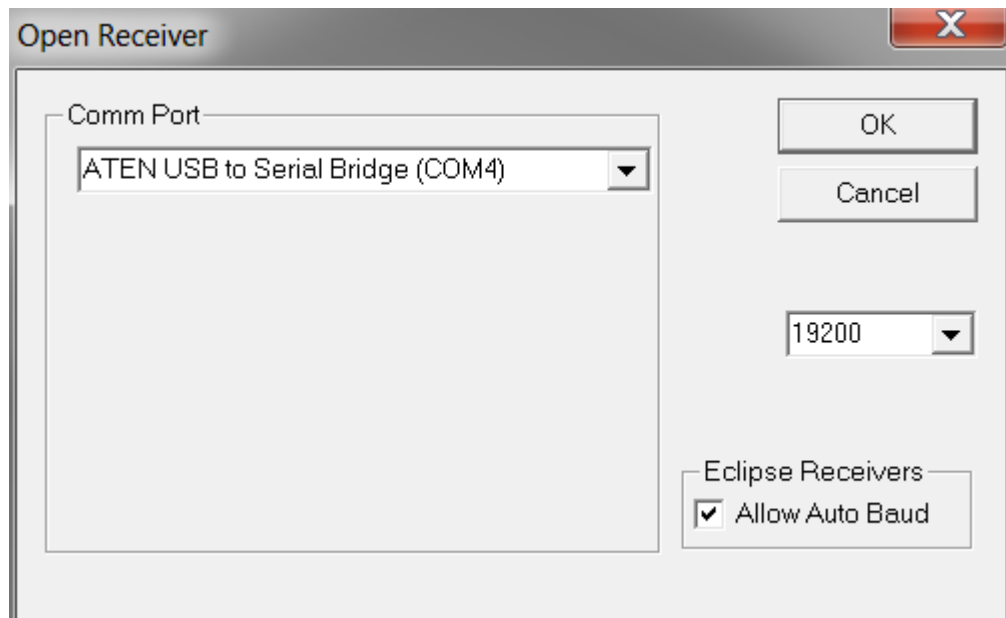 Open Receiver
Comm Port
ATEN USB to Serial Bridge (COM4)
OK
Cancel
19200
Eclipse Receivers
Allow Auto Baud